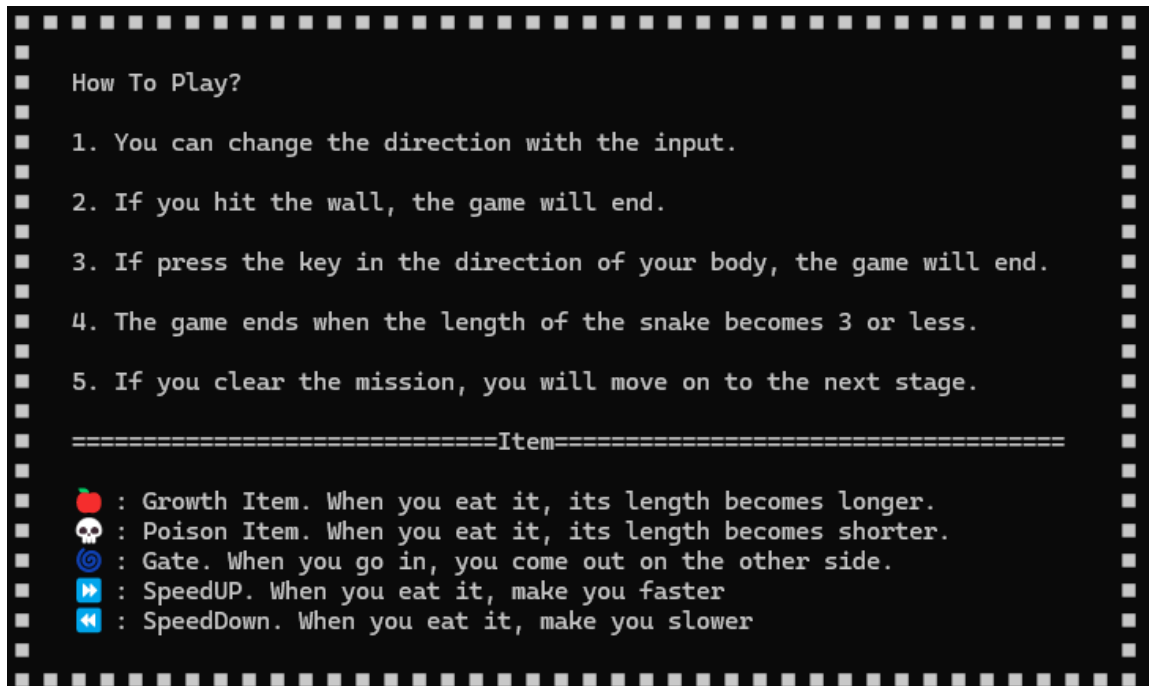 How To Play?
1. You can change the direction with the input.
2. If you hit the wall, the game will end.
3. If press the key in the direction of your body, the game will end.
4. The game ends when the length of the snake becomes 3 or less.
5. If you clear the mission, you will move on to the next stage.
==============================Item====================================
🍎 : Growth Item. When you eat it, its length becomes longer.
💀 : Poison Item. When you eat it, its length becomes shorter.
🌀 : Gate. When you go in, you come out on the other side.
⏩ : SpeedUP. When you eat it, make you faster
⏪ : SpeedDown. When you eat it, make you slower